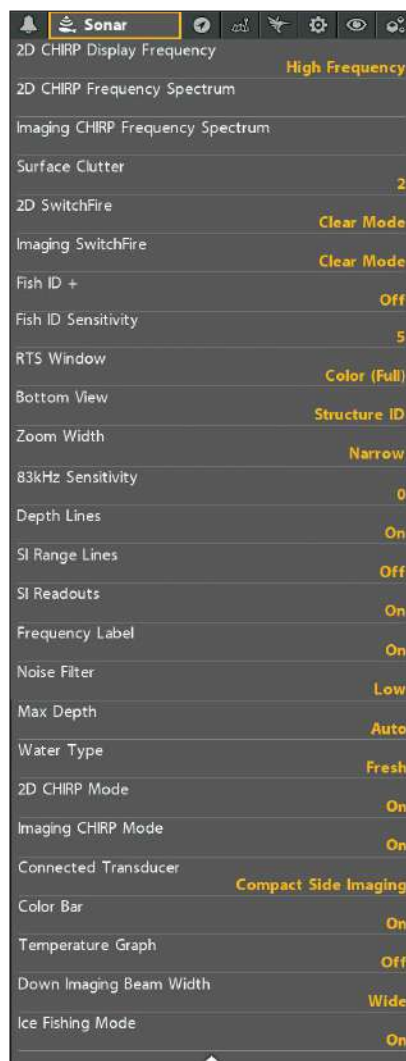 Sonar
2D CHIRP Display Frequency
High Frequency
2D CHIRP Frequency Spectrum
Imaging CHIRP Frequency Spectrum
Surface Clutter
2
2D SwitchFire
Clear Mode
Imaging SwitchFire
Clear Mode
Fish ID +
Off
Fish ID Sensitivity
5
RTS Window
Color (Full)
Bottom View
Structure ID
Zoom Width
Narrow
83kHz Sensitivity
0
Depth Lines
On
SI Range Lines
Off
SI Readouts
On
Frequency Label
On
Noise Filter
Low
Max Depth
Auto
Water Type
Fresh
2D CHIRP Mode
On
Imaging CHIRP Mode
On
Connected Transducer
Compact Side Imaging
Color Bar
On
Temperature Graph
Off
Down Imaging Beam Width
Wide
Ice Fishing Mode
On